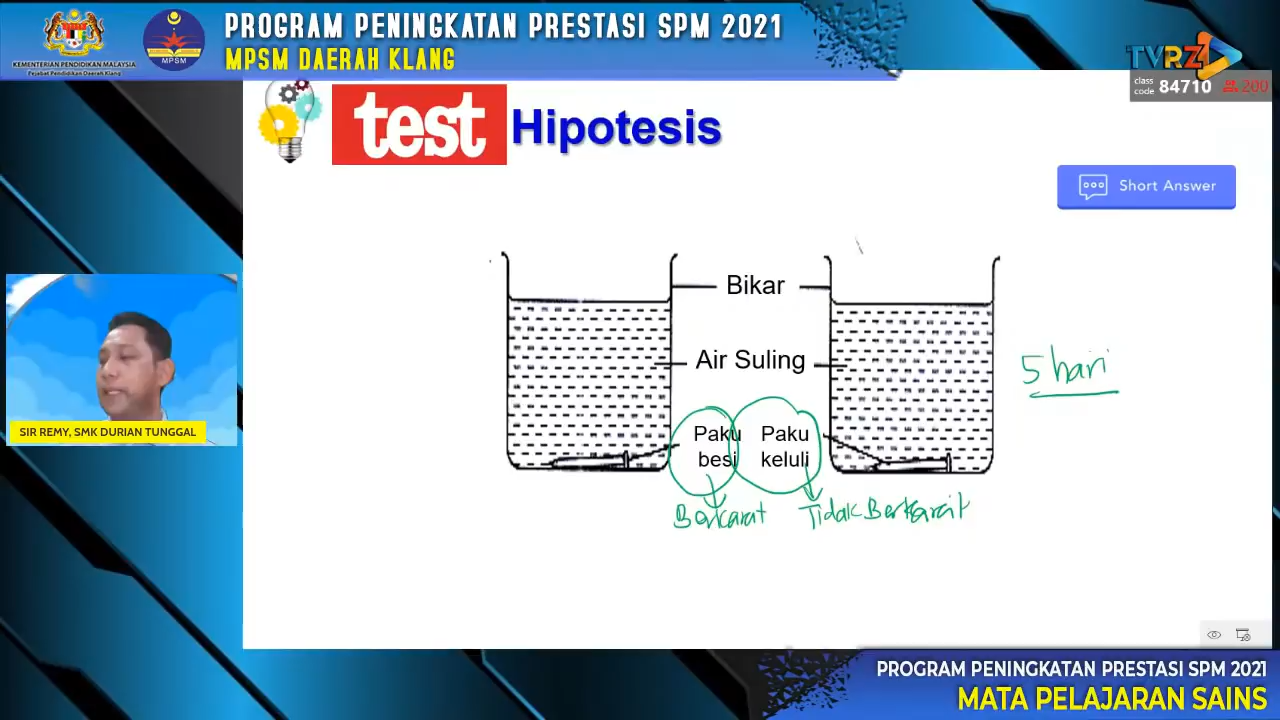 PROGRAM PENINGKATAN PRESTASI SPM 2021
MPSM DAERAH KLANG
KEMENTERIAN PENDIDIKAN MALAYSIA
Pejabat Pendidikan Daerah Klang
MPSM
TVRZ
class code 84710 200
test Hipotesis
Short Answer
Bikar
Air Suling
5 hari
Paku besi
Paku keluli
Berkarat
Tidak Berkarat
SIR REMY, SMK DURIAN TUNGGAL
PROGRAM PENINGKATAN PRESTASI SPM 2021
MATA PELAJARAN SAINS